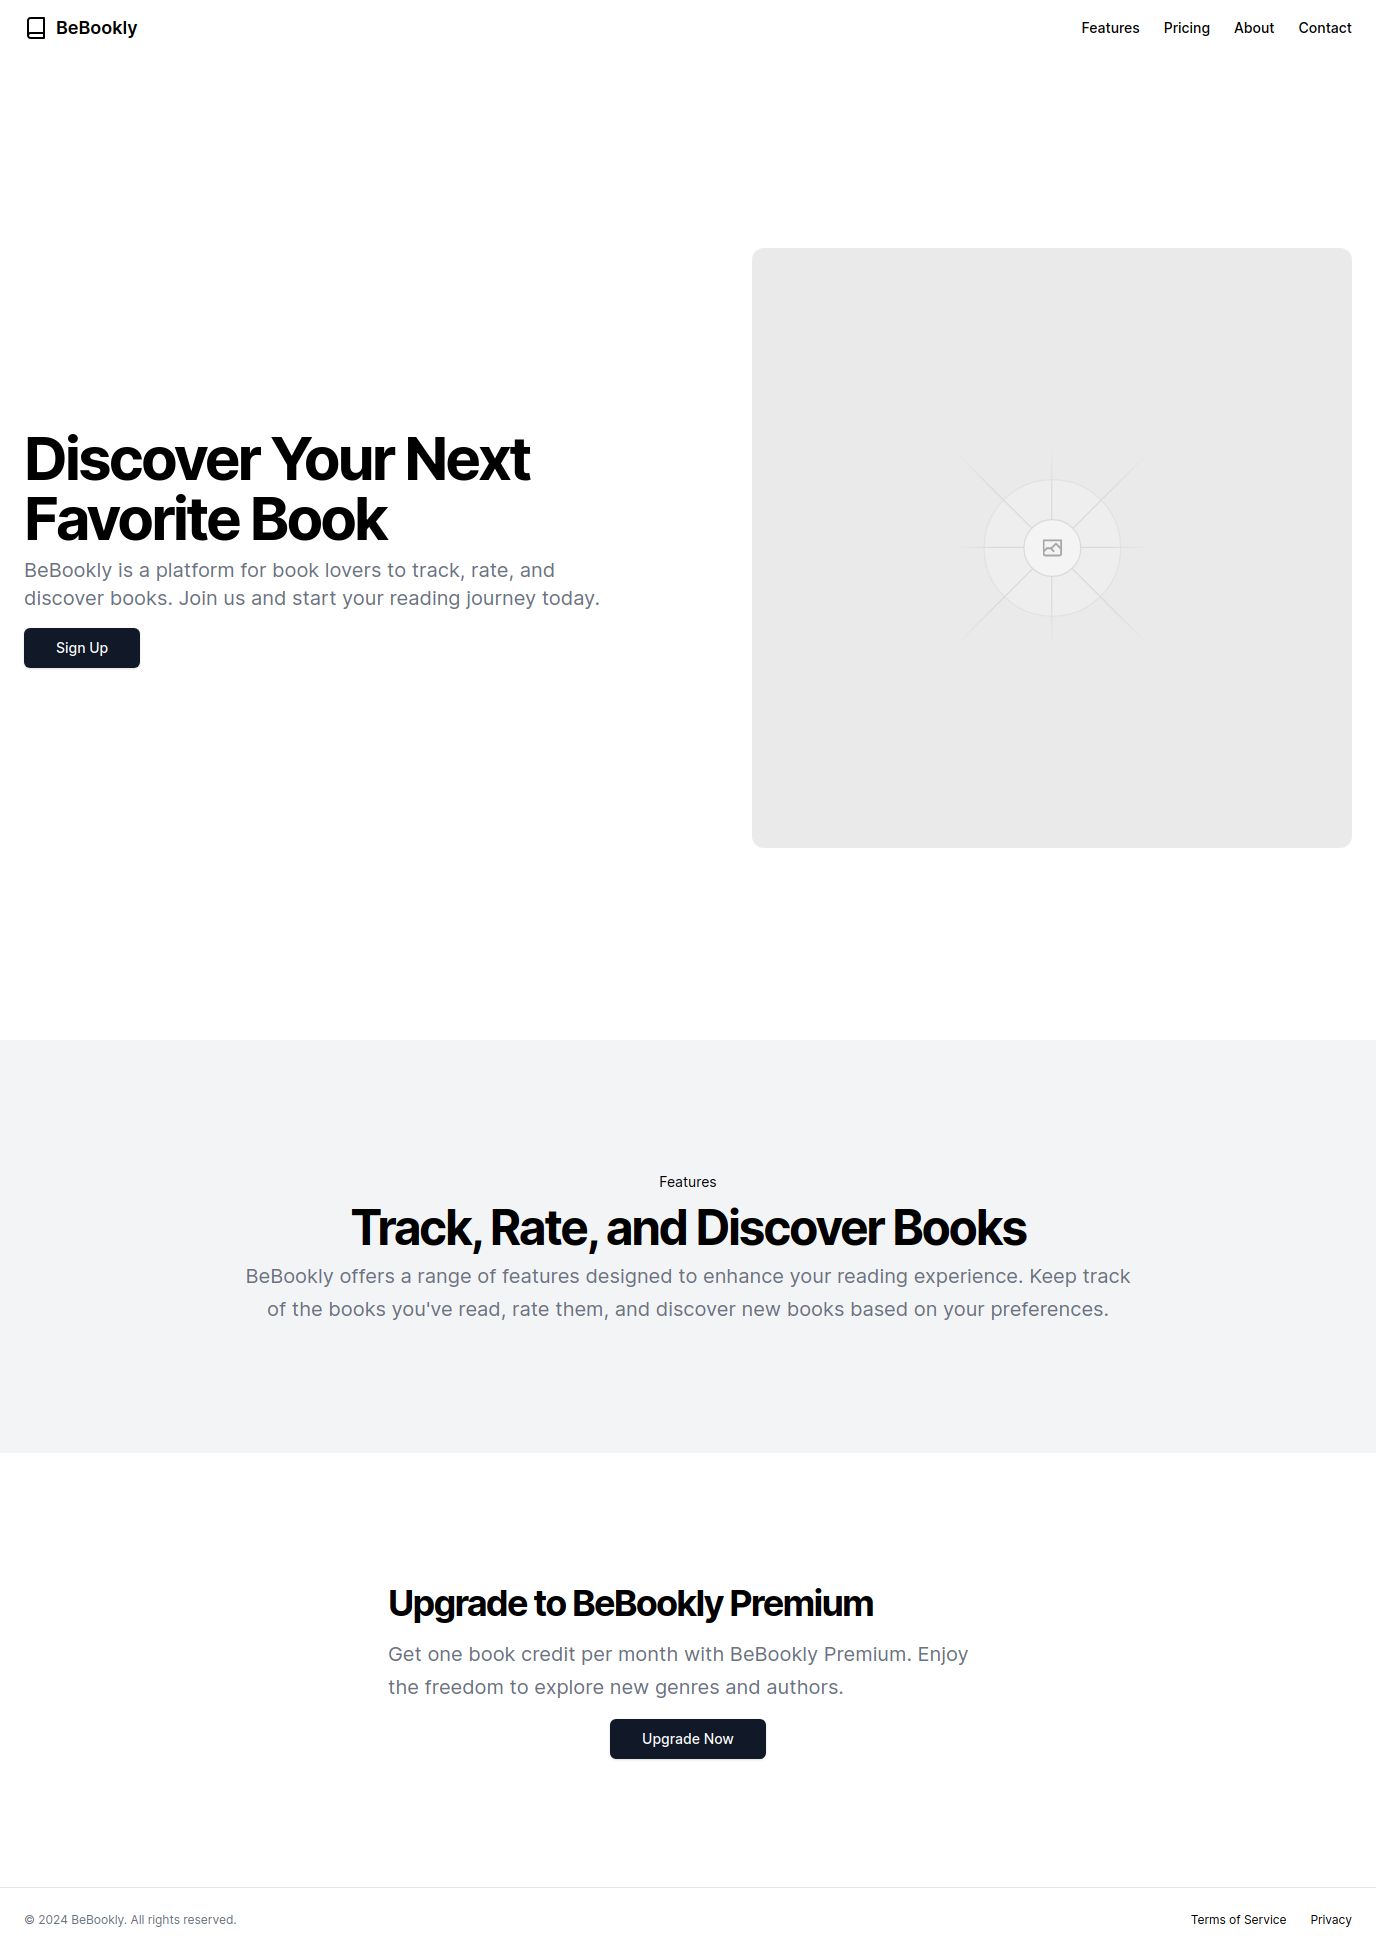 BeBookly
Features Pricing About Contact
Discover Your Next
Favorite Book
BeBookly is a platform for book lovers to track, rate, and
discover books. Join us and start your reading journey today.
Sign Up
Features
Track, Rate, and Discover Books
BeBookly offers a range of features designed to enhance your reading experience. Keep track
of the books you've read, rate them, and discover new books based on your preferences.
Upgrade to BeBookly Premium
Get one book credit per month with BeBookly Premium. Enjoy
the freedom to explore new genres and authors.
Upgrade Now
© 2024 BeBookly. All rights reserved.
Terms of Service Privacy